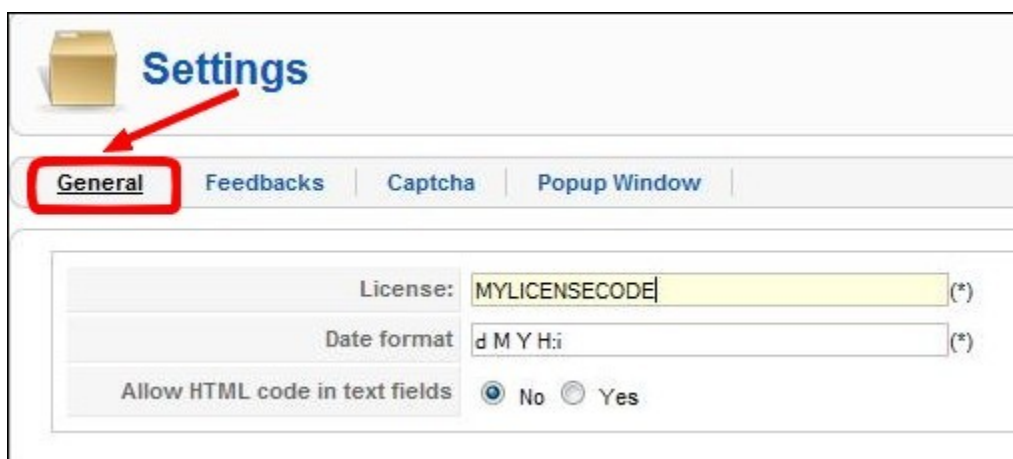 Settings
General Feedbacks Captcha Popup Window
License: MYLICENSECODE (*)
Date format d M Y H:i (*)
Allow HTML code in text fields No Yes